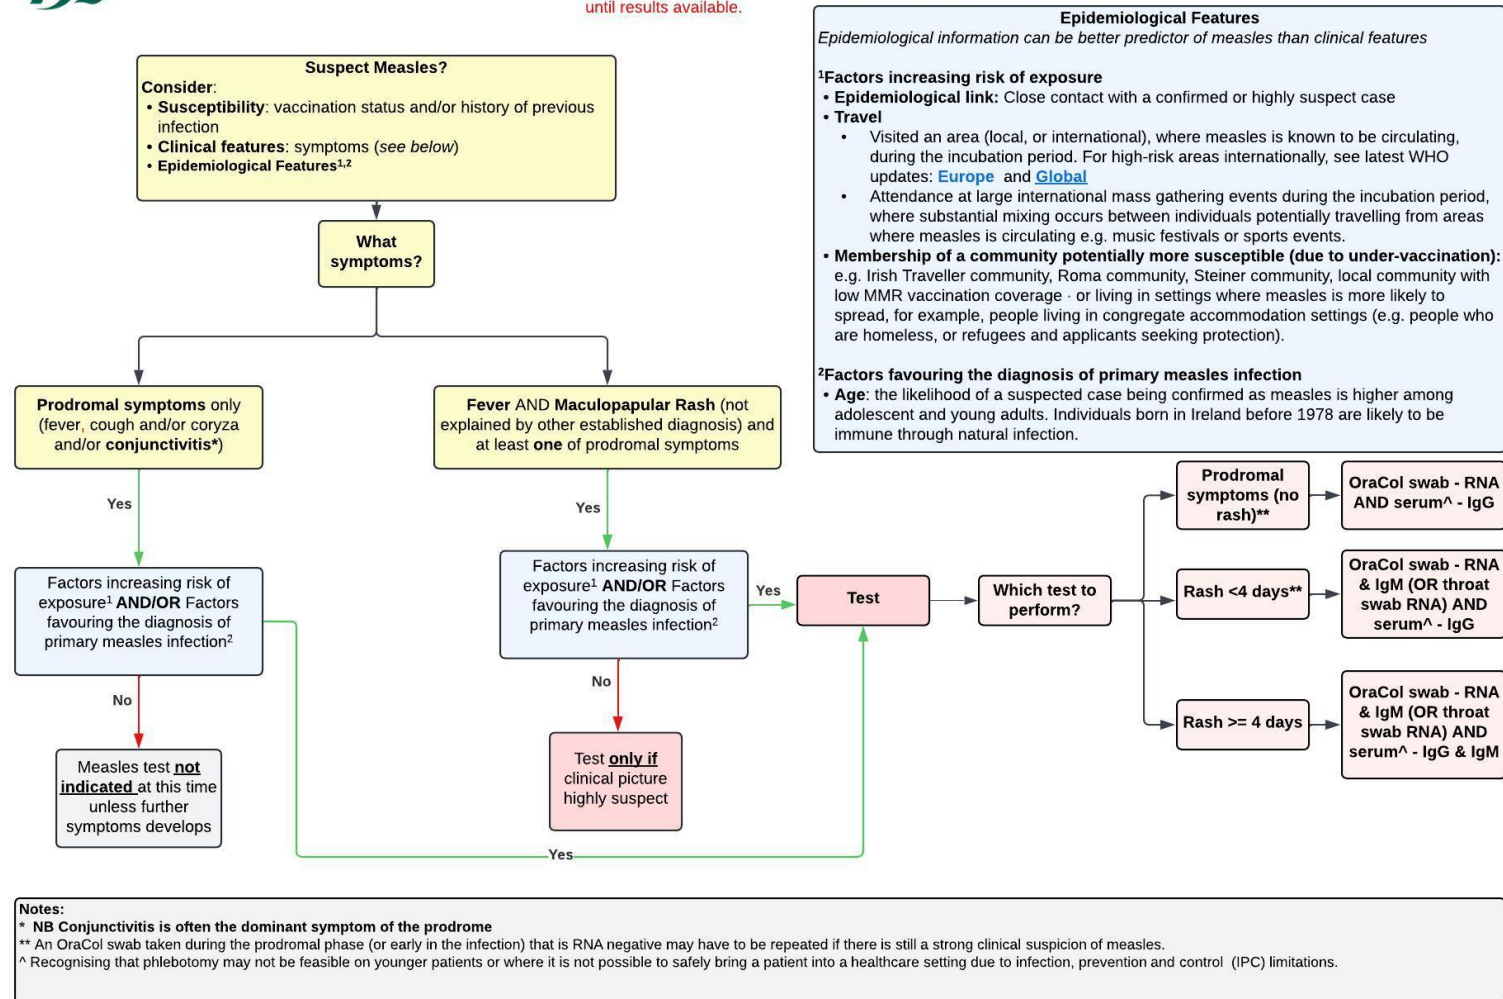 until results available.
Suspect Measles?
Consider:
• Susceptibility: vaccination status and/or history of previous
infection
• Clinical features: symptoms (see below)
• Epidemiological Features1,2
What
symptoms?
Prodromal symptoms only
(fever, cough and/or coryza
and/or conjunctivitis*)
Fever AND Maculopapular Rash (not
explained by other established diagnosis) and
at least one of prodromal symptoms
Yes
Yes
Factors increasing risk of
exposure1 AND/OR Factors
favouring the diagnosis of
primary measles infection2
Factors increasing risk of
exposure1 AND/OR Factors
favouring the diagnosis of
primary measles infection2
No
No
Measles test not
indicated at this time
unless further
symptoms develops
Test only if
clinical picture
highly suspect
Yes
Yes
Test
Which test to
perform?
Epidemiological Features
Epidemiological information can be better predictor of measles than clinical features
1Factors increasing risk of exposure
• Epidemiological link: Close contact with a confirmed or highly suspect case
• Travel
• Visited an area (local, or international), where measles is known to be circulating,
during the incubation period. For high-risk areas internationally, see latest WHO
updates: Europe and Global
• Attendance at large international mass gathering events during the incubation period,
where substantial mixing occurs between individuals potentially travelling from areas
where measles is circulating e.g. music festivals or sports events.
• Membership of a community potentially more susceptible (due to under-vaccination):
e.g. Irish Traveller community, Roma community, Steiner community, local community with
low MMR vaccination coverage · or living in settings where measles is more likely to
spread, for example, people living in congregate accommodation settings (e.g. people who
are homeless, or refugees and applicants seeking protection).
2Factors favouring the diagnosis of primary measles infection
• Age: the likelihood of a suspected case being confirmed as measles is higher among
adolescent and young adults. Individuals born in Ireland before 1978 are likely to be
immune through natural infection.
Prodromal
symptoms (no
rash)**
OraCol swab - RNA
AND serum^ - IgG
Rash <4 days**
OraCol swab - RNA
& IgM (OR throat
swab RNA) AND
serum^ - IgG
Rash >= 4 days
OraCol swab - RNA
& IgM (OR throat
swab RNA) AND
serum^ - IgG & IgM
Notes:
* NB Conjunctivitis is often the dominant symptom of the prodrome
** An OraCol swab taken during the prodromal phase (or early in the infection) that is RNA negative may have to be repeated if there is still a strong clinical suspicion of measles.
^ Recognising that phlebotomy may not be feasible on younger patients or where it is not possible to safely bring a patient into a healthcare setting due to infection, prevention and control (IPC) limitations.